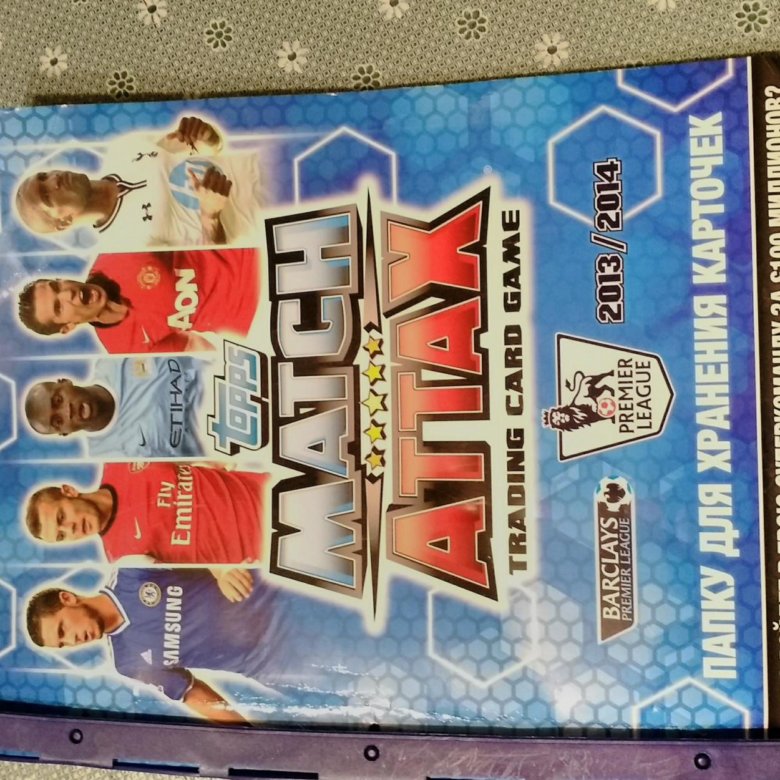 AON
ETIHAD
Fly
Emirates
SAMSUNG
TOPPS
MATCH
ATTAX
TRADING CARD GAME
2013/2014
PREMIER
LEAGUE
BARCLAYS
PREMIER LEAGUE
ПАПКУ ДЛЯ ХРАНЕНИЯ КАРТОЧЕК